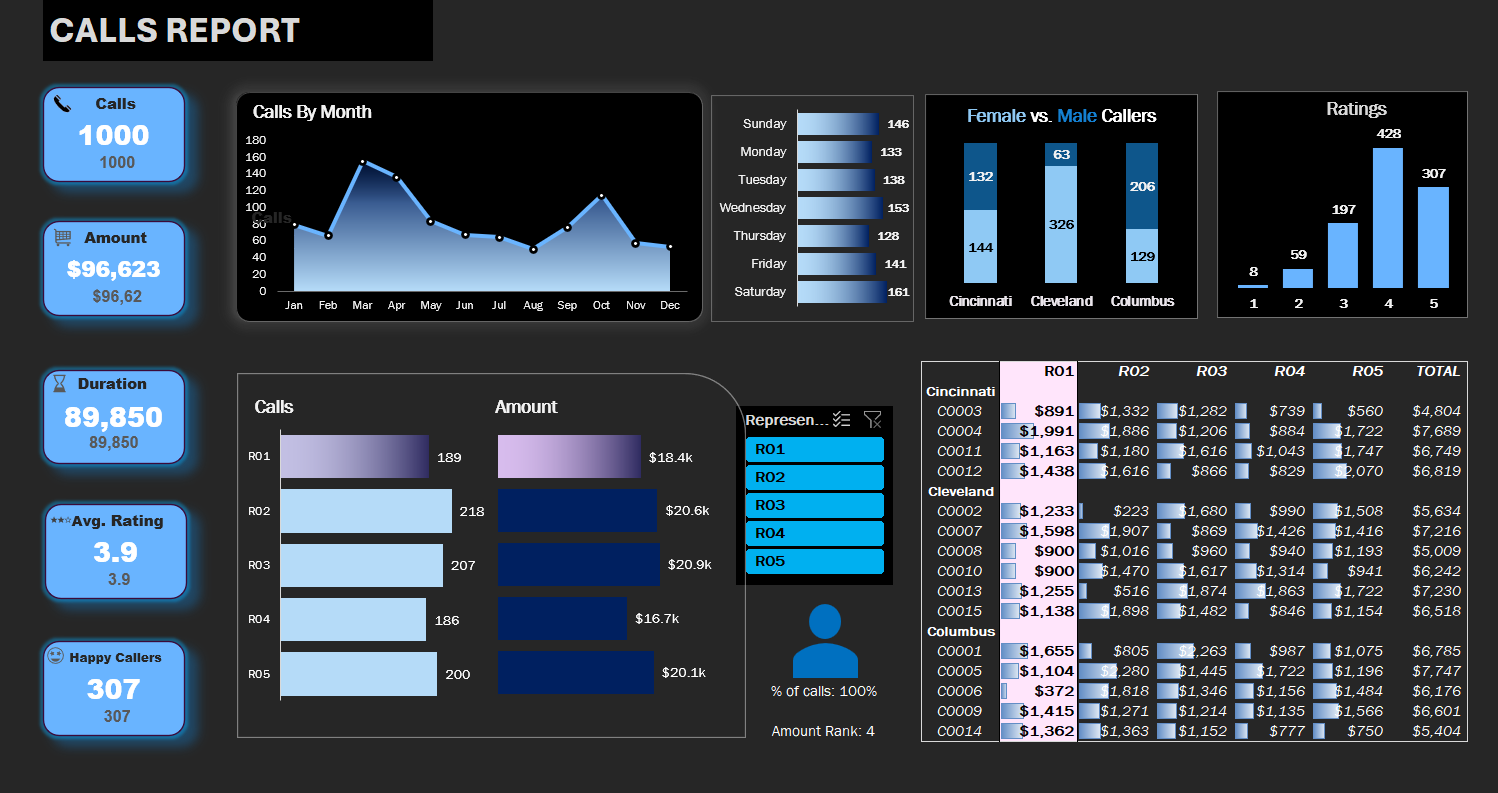 CALLS REPORT
Calls
1000
1000
Amount
$96,623
$96,62
Duration
89,850
89,850
Avg. Rating
3.9
3.9
Happy Callers
307
307
Calls By Month
180
160
140
120
100
80
60
40
20
0
Calls
Jan Feb Mar Apr May Jun Jul Aug Sep Oct Nov Dec
Sunday 146
Monday 133
Tuesday 138
Wednesday 153
Thursday 128
Friday 141
Saturday 161
Female vs. Male Callers
132 63 206
144 326 129
Cincinnati Cleveland Columbus
Ratings
8 59 197 428 307
1 2 3 4 5
Calls Amount
R01 189 $18.4k
R02 218 $20.6k
R03 207 $20.9k
R04 186 $16.7k
R05 200 $20.1k
Represen...
R01
R02
R03
R04
R05
% of calls: 100%
Amount Rank: 4
R01 R02 R03 R04 R05 TOTAL
Cincinnati
C0003 $891 $1,332 $1,282 $739 $560 $4,804
C0004 $1,991 $1,886 $1,206 $884 $1,722 $7,689
C0011 $1,163 $1,180 $1,616 $1,043 $1,747 $6,749
C0012 $1,438 $1,616 $866 $829 $2,070 $6,819
Cleveland
C0002 $1,233 $223 $1,680 $990 $1,508 $5,634
C0007 $1,598 $1,907 $869 $1,426 $1,416 $7,216
C0008 $900 $1,016 $960 $940 $1,193 $5,009
C0010 $900 $1,470 $1,617 $1,314 $941 $6,242
C0013 $1,255 $516 $1,874 $1,863 $1,722 $7,230
C0015 $1,138 $1,898 $1,482 $846 $1,154 $6,518
Columbus
C0001 $1,655 $805 $2,263 $987 $1,075 $6,785
C0005 $1,104 $2,280 $1,445 $1,722 $1,196 $7,747
C0006 $372 $1,818 $1,346 $1,156 $1,484 $6,176
C0009 $1,415 $1,271 $1,214 $1,135 $1,566 $6,601
C0014 $1,362 $1,363 $1,152 $777 $750 $5,404